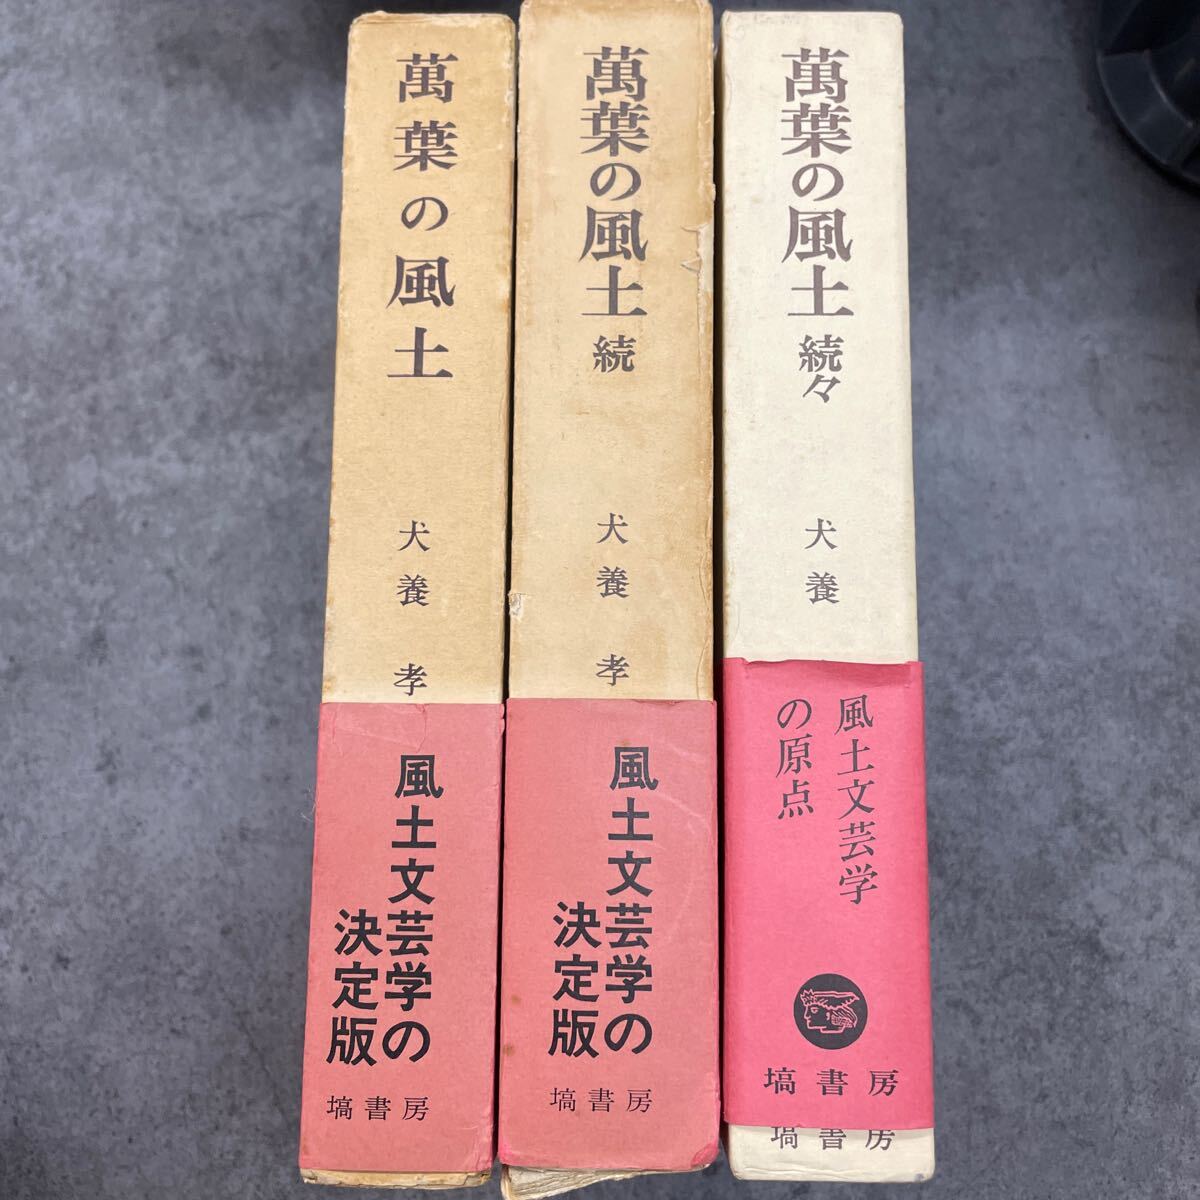 萬葉の風土
犬養 孝
風土文芸学の
決定版
塙書房
萬葉の風土 続
犬養 孝
風土文芸学の
決定版
塙書房
萬葉の風土 続々
犬養
風土文芸学
の原点
塙書房
塙書房